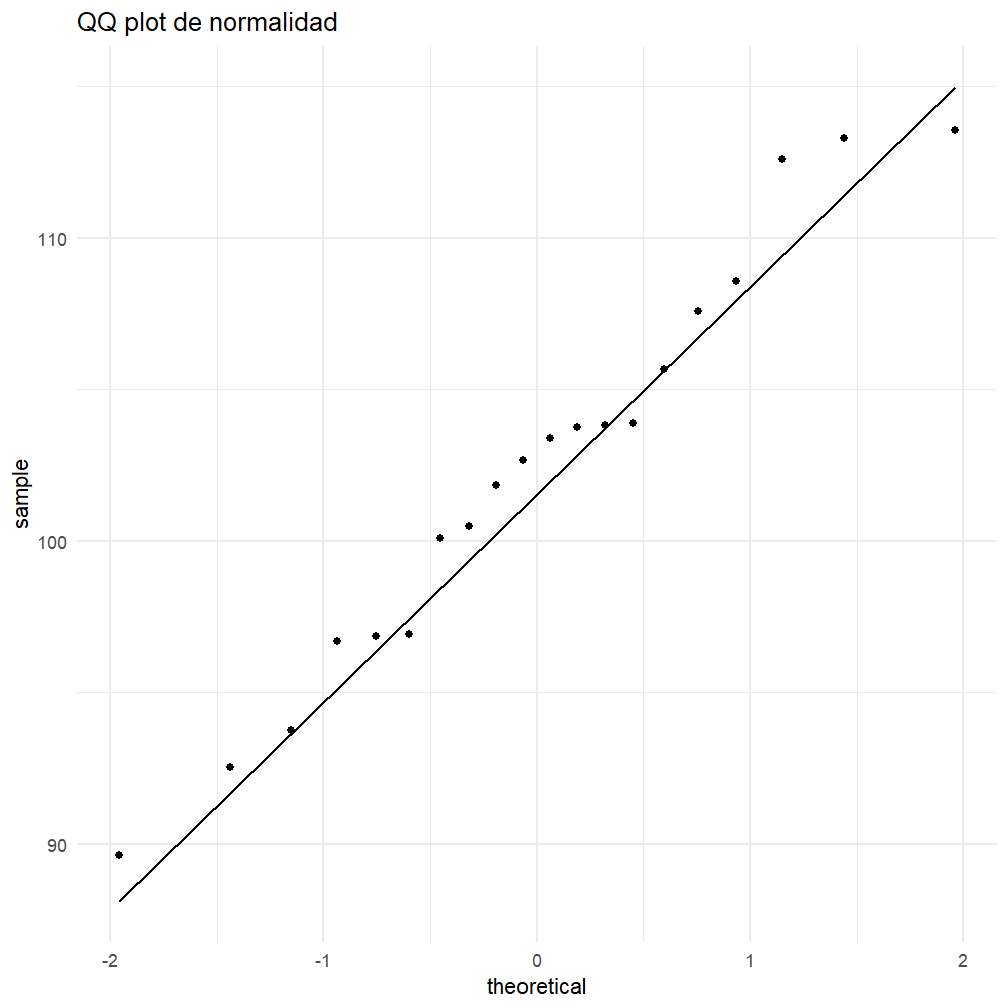 QQ plot de normalidad
sample
110
100
90
-2 -1 0 1 2
theoretical